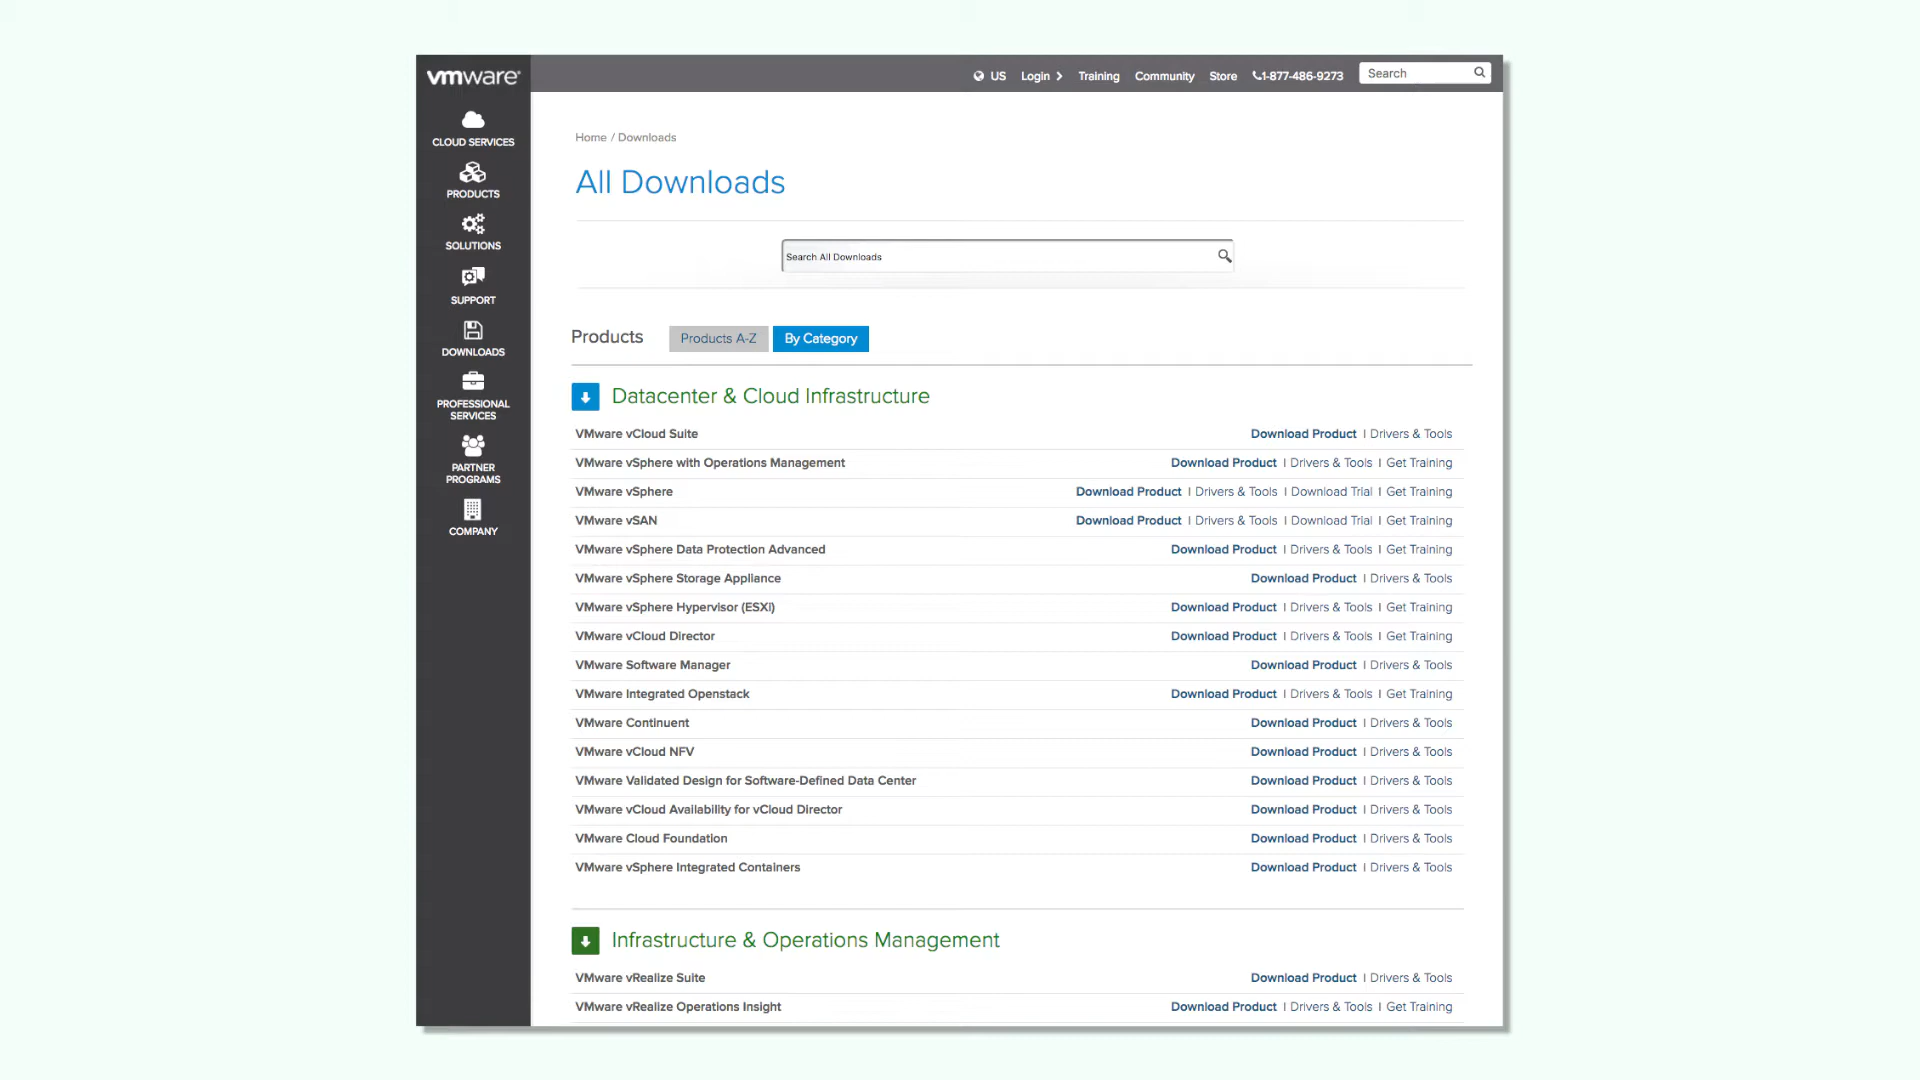 vmware
US Login Training Community Store 1-877-486-9273 Search
CLOUD SERVICES
PRODUCTS
SOLUTIONS
SUPPORT
DOWNLOADS
PROFESSIONAL
SERVICES
PARTNER
PROGRAMS
COMPANY
Home / Downloads
All Downloads
Search All Downloads
Products Products A-Z By Category
Datacenter & Cloud Infrastructure
VMware vCloud Suite Download Product | Drivers & Tools
VMware vSphere with Operations Management Download Product | Drivers & Tools | Get Training
VMware vSphere Download Product | Drivers & Tools | Download Trial | Get Training
VMware vSAN Download Product | Drivers & Tools | Download Trial | Get Training
VMware vSphere Data Protection Advanced Download Product | Drivers & Tools | Get Training
VMware vSphere Storage Appliance Download Product | Drivers & Tools
VMware vSphere Hypervisor (ESXi) Download Product | Drivers & Tools | Get Training
VMware vCloud Director Download Product | Drivers & Tools | Get Training
VMware Software Manager Download Product | Drivers & Tools
VMware Integrated Openstack Download Product | Drivers & Tools | Get Training
VMware Continuent Download Product | Drivers & Tools
VMware vCloud NFV Download Product | Drivers & Tools
VMware Validated Design for Software-Defined Data Center Download Product | Drivers & Tools
VMware vCloud Availability for vCloud Director Download Product | Drivers & Tools
VMware Cloud Foundation Download Product | Drivers & Tools
VMware vSphere Integrated Containers Download Product | Drivers & Tools
Infrastructure & Operations Management
VMware vRealize Suite Download Product | Drivers & Tools
VMware vRealize Operations Insight Download Product | Drivers & Tools | Get Training